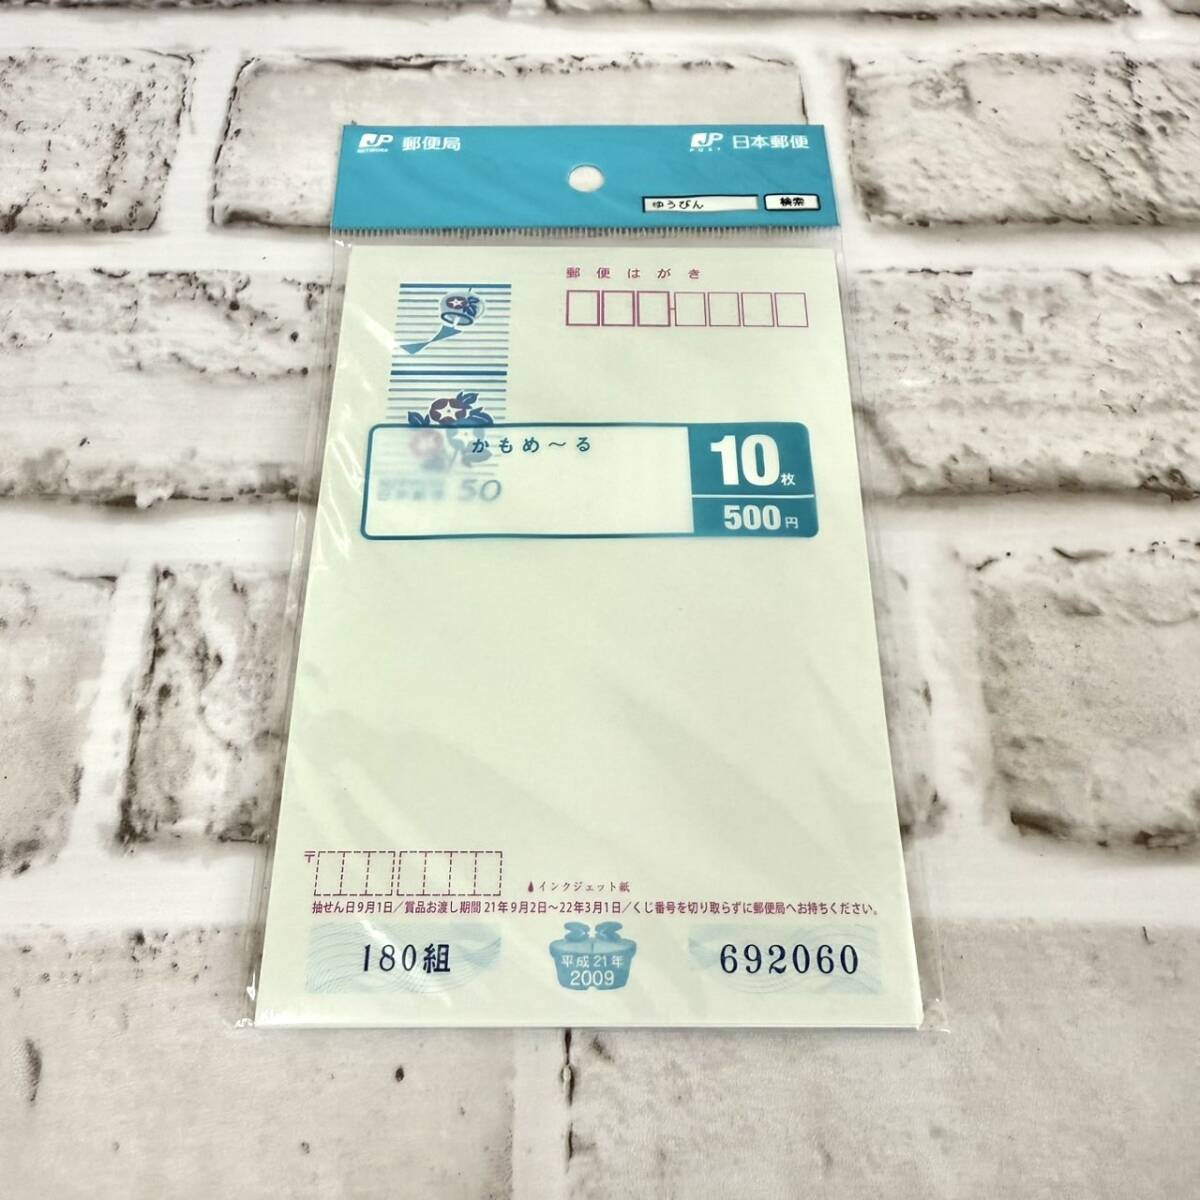 JP NETWORK 郵便局
JP POST 日本郵便
ゆうびん 検索
郵便はがき
かもめ〜る
10枚
500円
50
〒
インクジェット紙
抽せん日9月1日／賞品お渡し期間21年9月2日〜22年3月1日／くじ番号を切り取らずに郵便局へお持ちください。
180組
平成21年
2009
692060